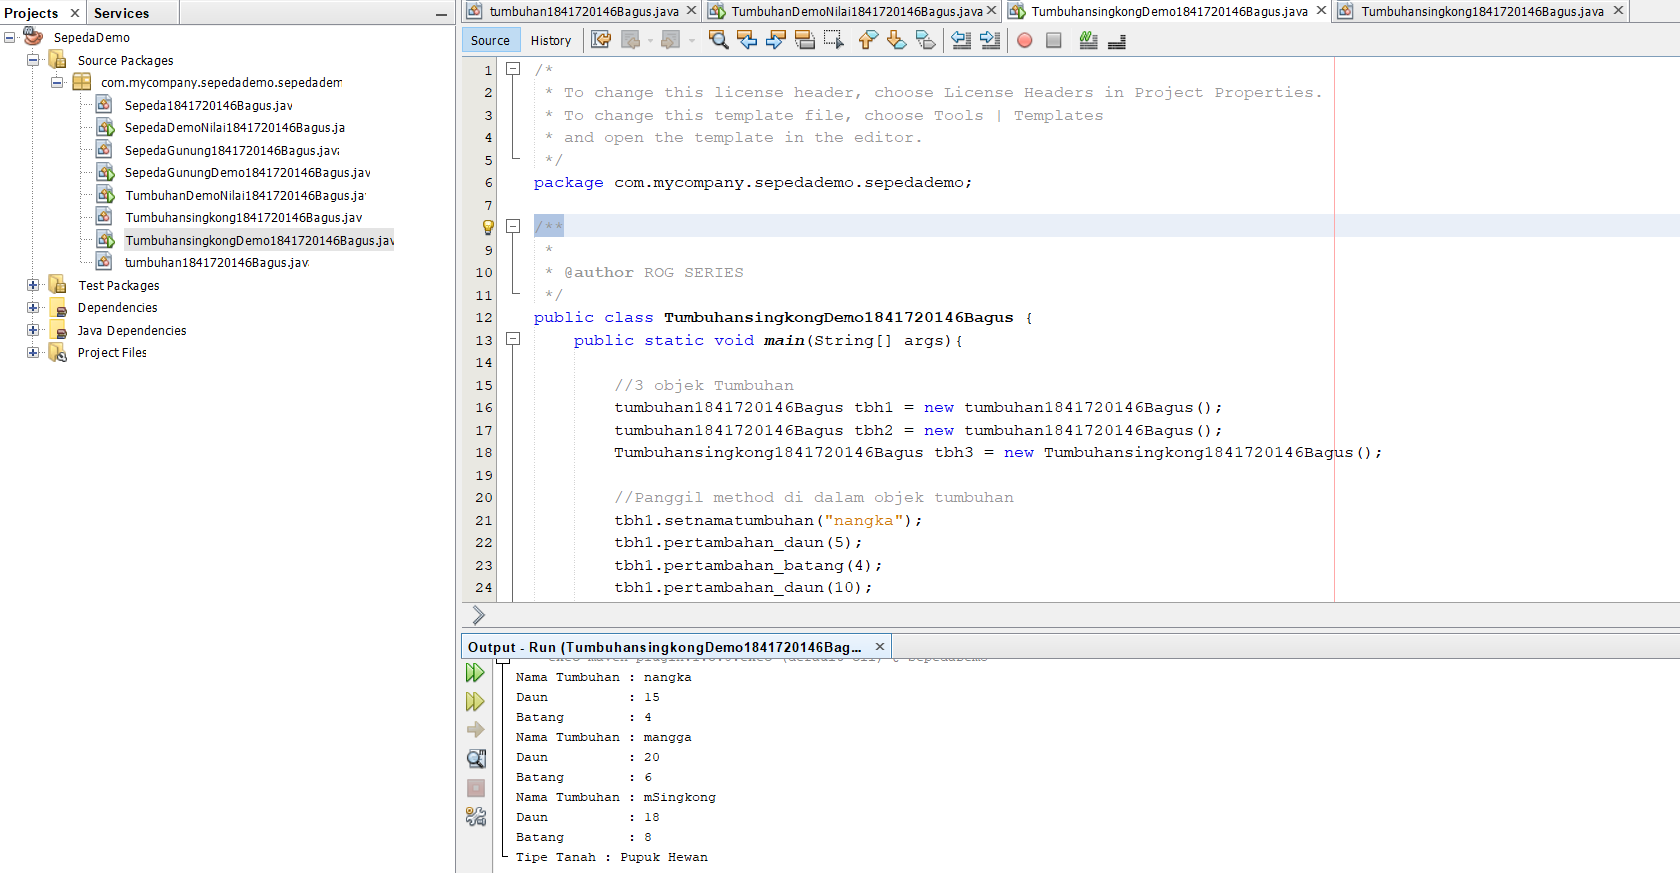 Projects
Services
SepedaDemo
Source Packages
com.mycompany.sepedademo.sepedadem
Sepeda1841720146Bagus.jav
SepedaDemoNilai1841720146Bagus.ja
SepedaGunung1841720146Bagus.java
SepedaGunungDemo1841720146Bagus.jav
TumbuhanDemoNilai1841720146Bagus.ja
Tumbuhansingkong1841720146Bagus.jav
TumbuhansingkongDemo1841720146Bagus.jav
tumbuhan1841720146Bagus.java
Test Packages
Dependencies
Java Dependencies
Project Files
tumbuhan1841720146Bagus.java
TumbuhanDemoNilai1841720146Bagus.java
TumbuhansingkongDemo1841720146Bagus.java
Tumbuhansingkong1841720146Bagus.java
Source
History
1 /*
2 * To change this license header, choose License Headers in Project Properties.
3 * To change this template file, choose Tools | Templates
4 * and open the template in the editor.
5 */
6 package com.mycompany.sepedademo.sepedademo;
7
/**
9 *
10 * @author ROG SERIES
11 */
12 public class TumbuhansingkongDemo1841720146Bagus {
13 public static void main(String[] args){
14
15 //3 objek Tumbuhan
16 tumbuhan1841720146Bagus tbh1 = new tumbuhan1841720146Bagus();
17 tumbuhan1841720146Bagus tbh2 = new tumbuhan1841720146Bagus();
18 Tumbuhansingkong1841720146Bagus tbh3 = new Tumbuhansingkong1841720146Bagus();
19
20 //Panggil method di dalam objek tumbuhan
21 tbh1.setnamatumbuhan("nangka");
22 tbh1.pertambahan_daun(5);
23 tbh1.pertambahan_batang(4);
24 tbh1.pertambahan_daun(10);
Output - Run (TumbuhansingkongDemo1841720146Bag...
Nama Tumbuhan : nangka
Daun : 15
Batang : 4
Nama Tumbuhan : mangga
Daun : 20
Batang : 6
Nama Tumbuhan : mSingkong
Daun : 18
Batang : 8
Tipe Tanah : Pupuk Hewan